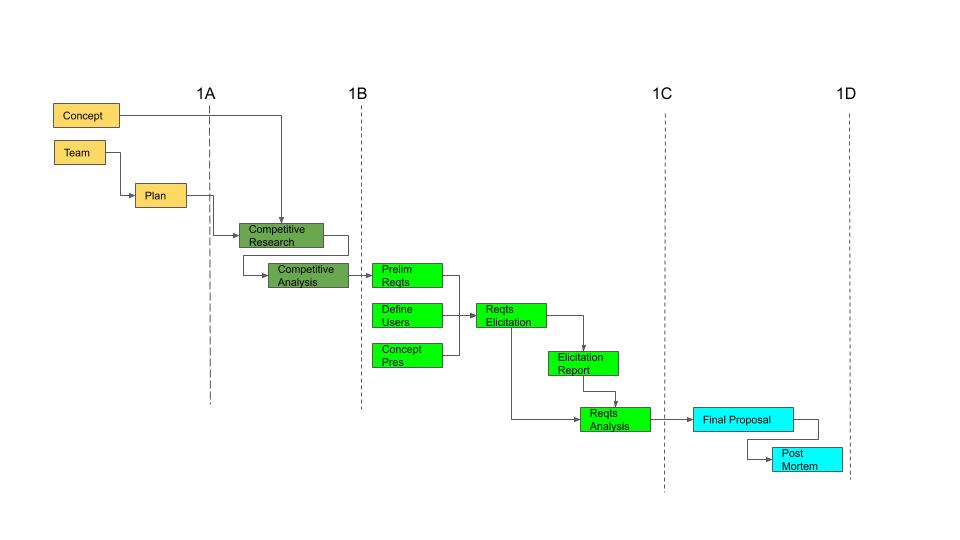 1A
1B
1C
1D
Concept
Team
Plan
Competitive
Research
Competitive
Analysis
Prelim
Reqts
Define
Users
Concept
Pres
Reqts
Elicitation
Elicitation
Report
Reqts
Analysis
Final Proposal
Post
Mortem